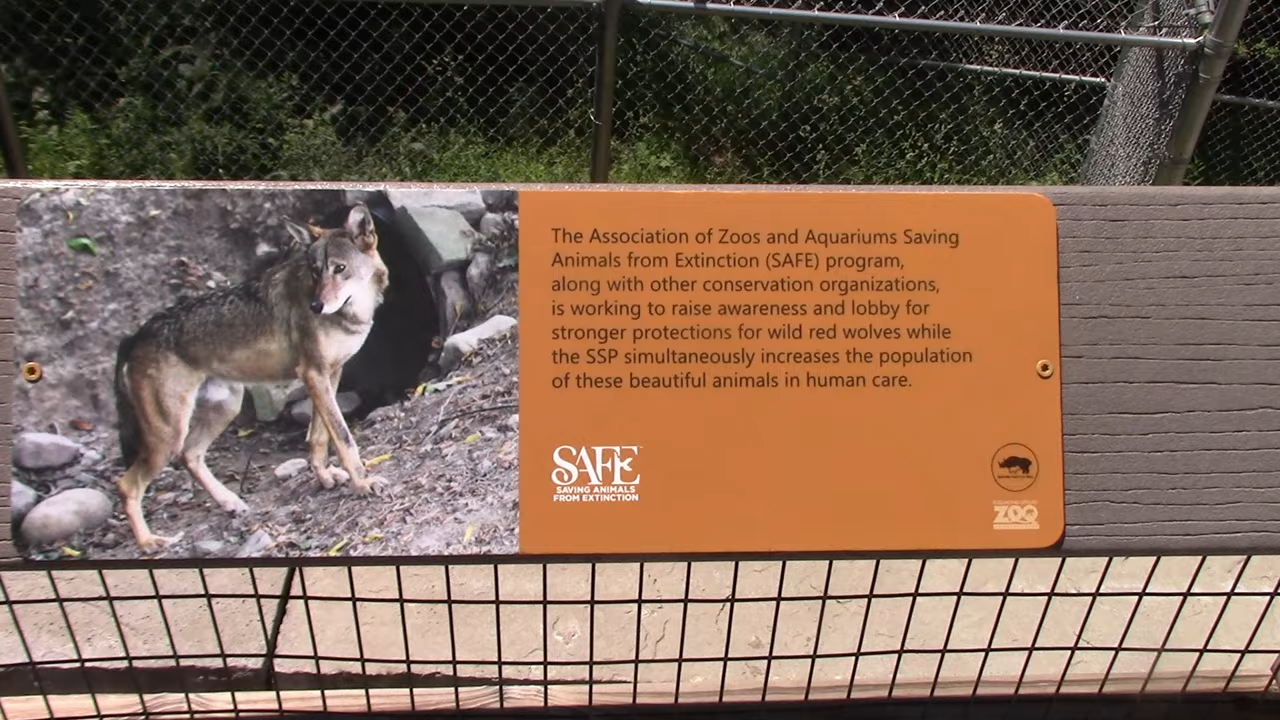 The Association of Zoos and Aquariums Saving
Animals from Extinction (SAFE) program,
along with other conservation organizations,
is working to raise awareness and lobby for
stronger protections for wild red wolves while
the SSP simultaneously increases the population
of these beautiful animals in human care.
SAFE
SAVING ANIMALS
FROM EXTINCTION
ZOO